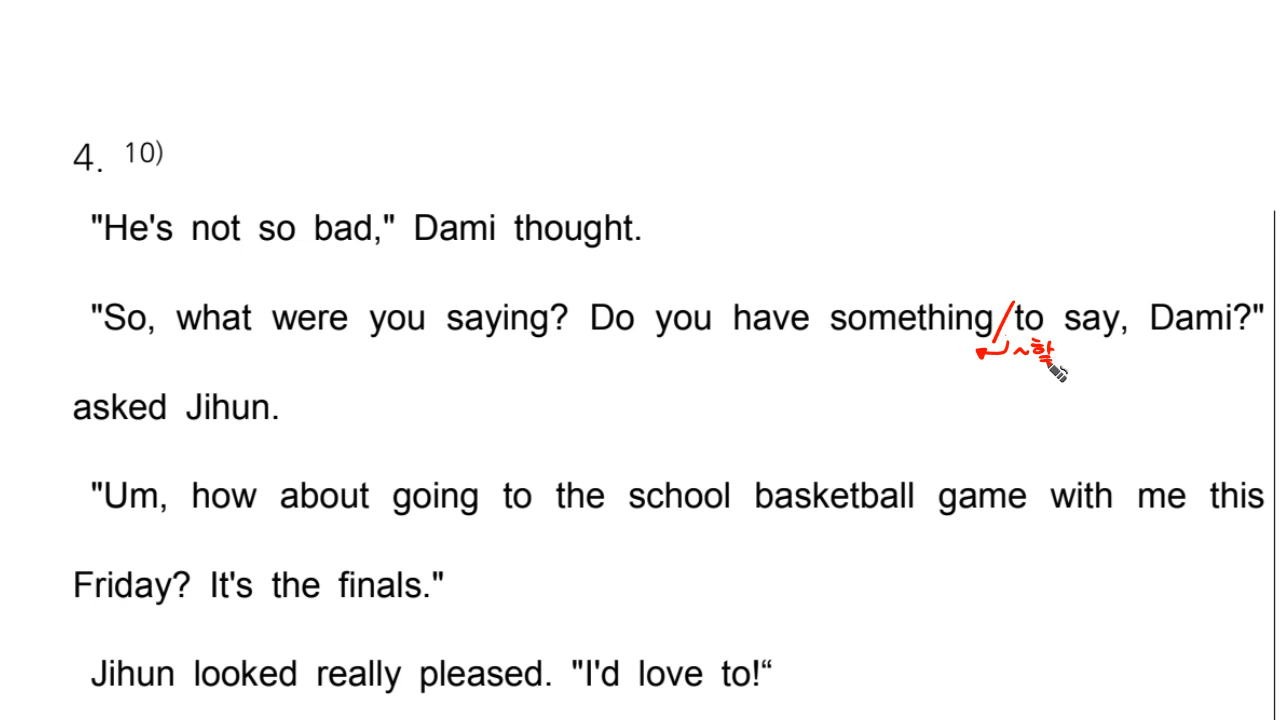 4. 10)
"He's not so bad," Dami thought.
"So, what were you saying? Do you have something/to say, Dami?"
~할
asked Jihun.
"Um, how about going to the school basketball game with me this
Friday? It's the finals."
Jihun looked really pleased. "I'd love to!“